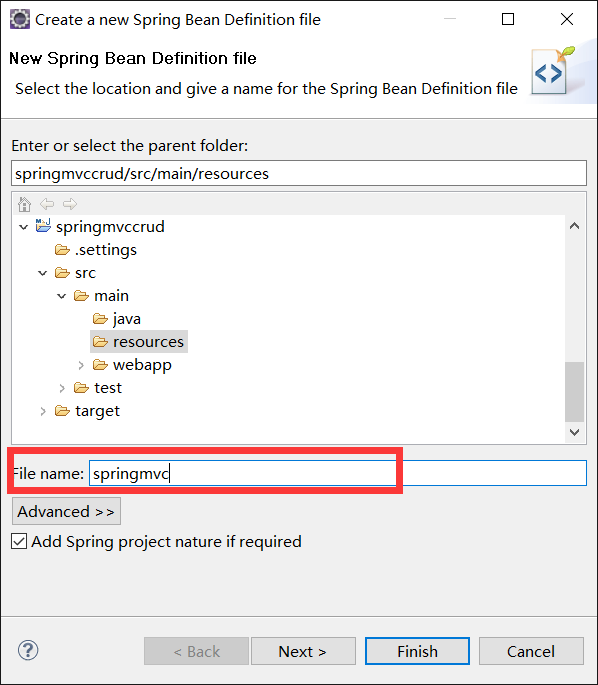 Create a new Spring Bean Definition file
New Spring Bean Definition file
Select the location and give a name for the Spring Bean Definition file
Enter or select the parent folder:
springmvccrud/src/main/resources
springmvccrud
.settings
src
main
java
resources
webapp
test
target
File name: springmvc
Advanced >>
Add Spring project nature if required
< Back Next > Finish Cancel